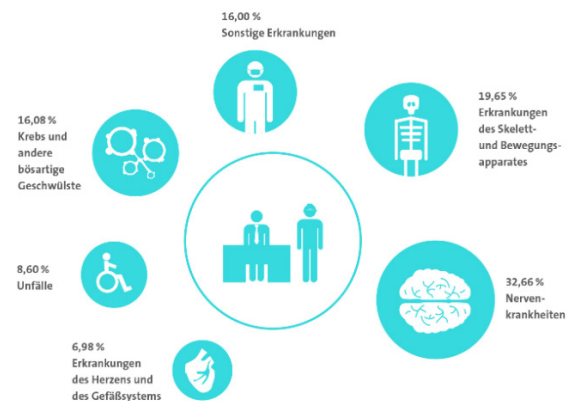 16,00 %
Sonstige Erkrankungen
19,65 %
Erkrankungen
des Skelett-
und Bewegungs-
apparates
16,08 %
Krebs und
andere
bösartige
Geschwülste
32,66 %
Nerven-
krankheiten
8,60 %
Unfälle
6,98 %
Erkrankungen
des Herzens und
des Gefäßsystems